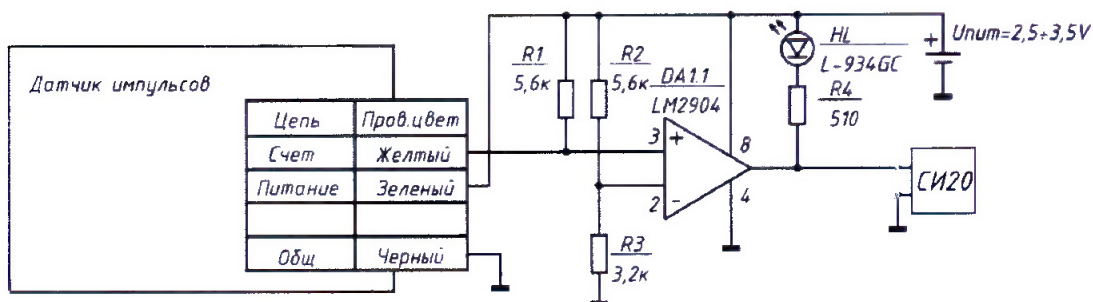 Датчик импульсов
Цепь Пров.цвет
Счет Желтый
Питание Зеленый
Общ Черный
R1
5,6к
R2
5,6к
DA1.1
LM2904
3
+
2
-
8
4
R3
3,2к
HL
L-934GC
R4
510
+
Uпит=2,5÷3,5V
СИ20